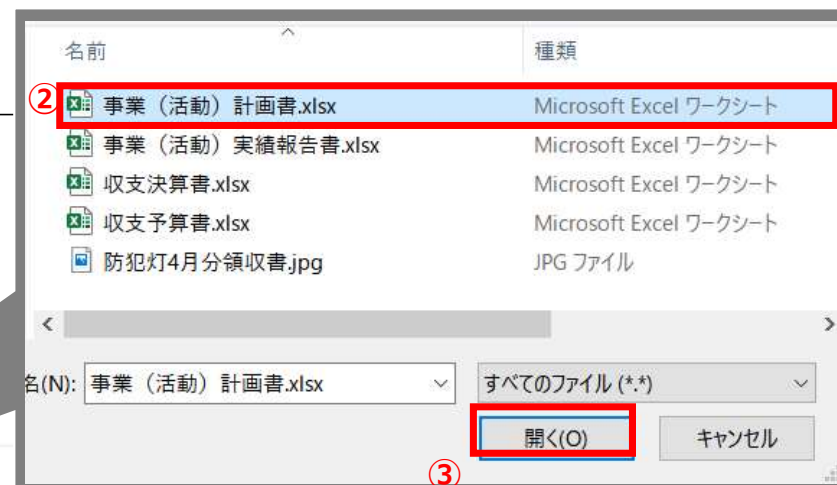 名前 種類
② 事業（活動）計画書.xlsx Microsoft Excel ワークシート
事業（活動）実績報告書.xlsx Microsoft Excel ワークシート
収支決算書.xlsx Microsoft Excel ワークシート
収支予算書.xlsx Microsoft Excel ワークシート
防犯灯4月分領収書.jpg JPG ファイル
名(N): 事業（活動）計画書.xlsx すべてのファイル (*.*)
開く(O) キャンセル
③